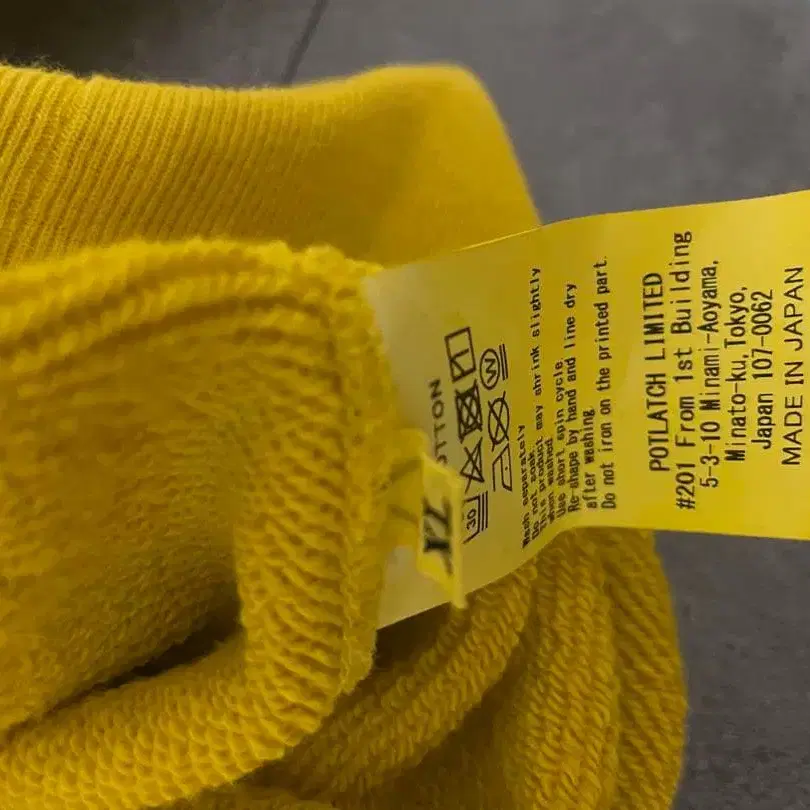 UTTON
30
W
XL
Wash separately
Do not soak.
This product may shrink slightly
when washed.
Use short spin cycle.
Re-shape by hand and line dry
after washing.
Do not iron on the printed part.
POTLATCH LIMITED
#201 From 1st Building
5-3-10 Minami-Aoyama,
Minato-ku, Tokyo,
Japan 107-0062
MADE IN JAPAN